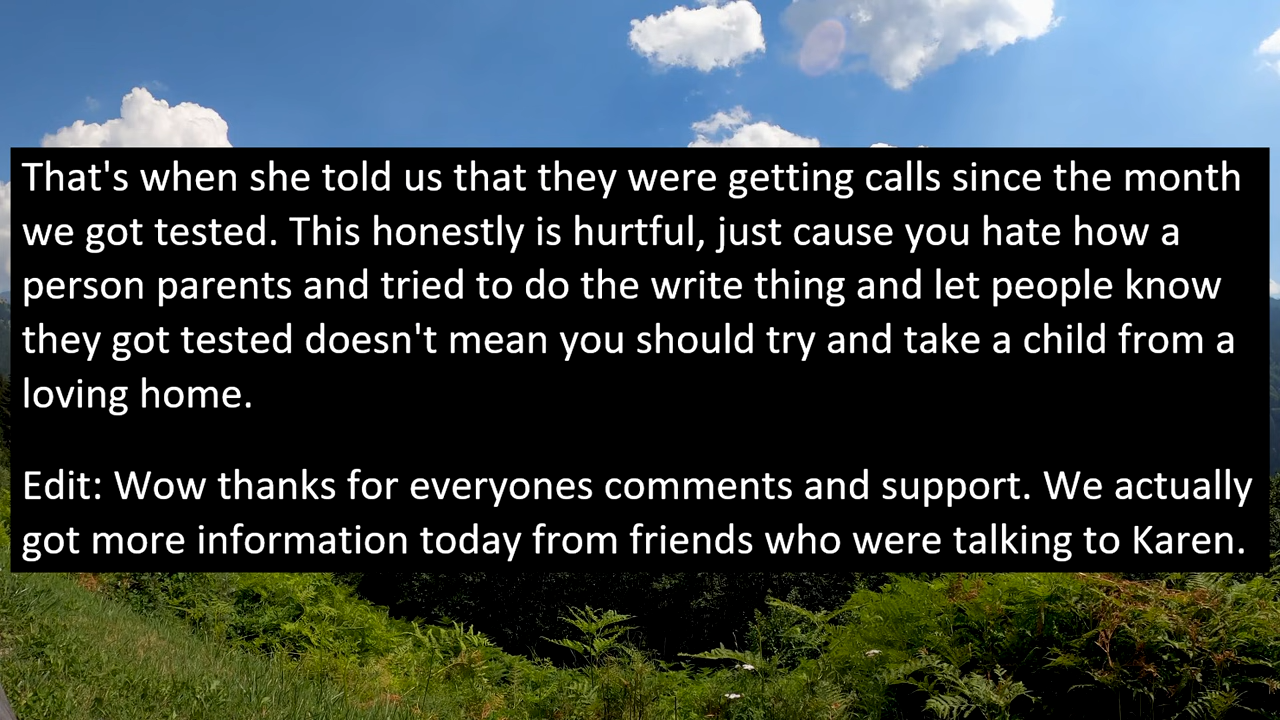 That's when she told us that they were getting calls since the month
we got tested. This honestly is hurtful, just cause you hate how a
person parents and tried to do the write thing and let people know
they got tested doesn't mean you should try and take a child from a
loving home.
Edit: Wow thanks for everyones comments and support. We actually
got more information today from friends who were talking to Karen.